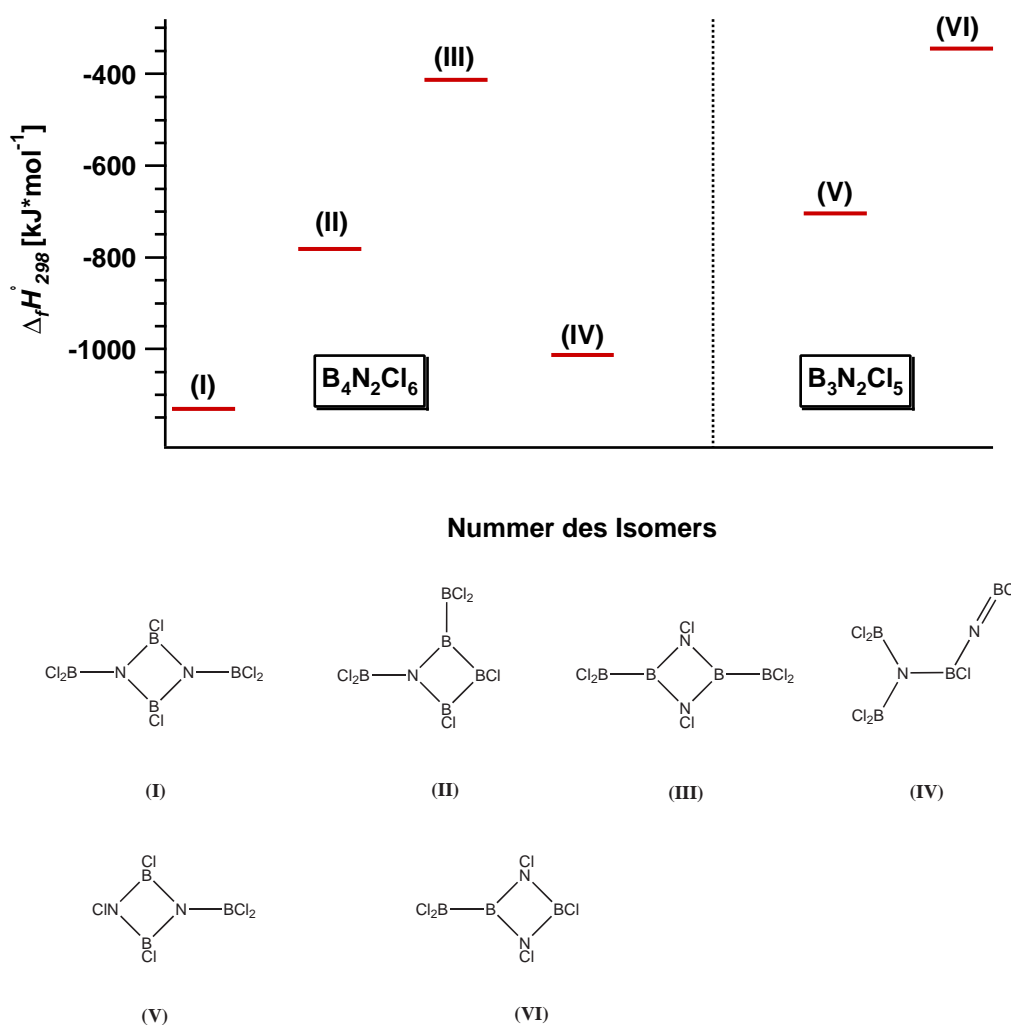 (VI)
(III)
-400
-600
(V)
(II)
-800
(IV)
-1000
B4N2Cl6
B3N2Cl5
(I)
ΔfH°298 [kJ*mol-1]
Nummer des Isomers
Cl
B
Cl2B N N BCl2
B
Cl
(I)
BCl2
B
Cl2B N BCl
B
Cl
(II)
Cl
N
Cl2B B B BCl2
N
Cl
(III)
BC
N
Cl2B
N BCl
Cl2B
(IV)
Cl
B
ClN N BCl2
B
Cl
(V)
Cl
N
Cl2B B BCl
N
Cl
(VI)